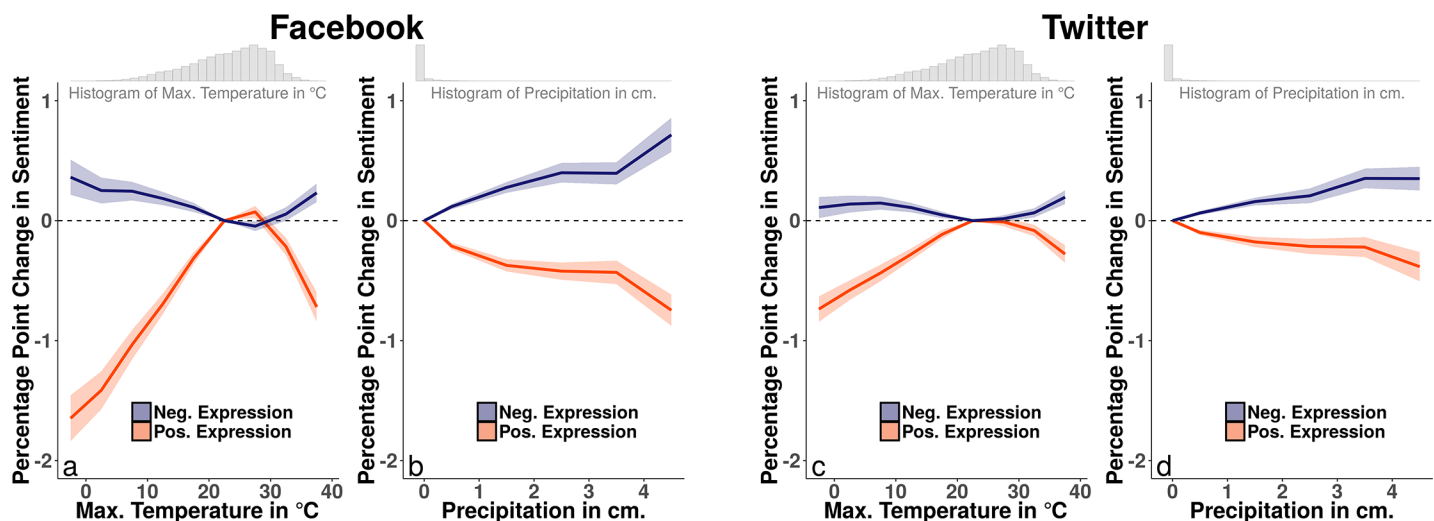 Facebook
Twitter
Percentage Point Change in Sentiment
Histogram of Max. Temperature in °C
1
0
-1
-2
Neg. Expression
Pos. Expression
a
0 10 20 30 40
Max. Temperature in °C
Percentage Point Change in Sentiment
Histogram of Precipitation in cm.
1
0
-1
-2
Neg. Expression
Pos. Expression
b
0 1 2 3 4
Precipitation in cm.
Percentage Point Change in Sentiment
Histogram of Max. Temperature in °C
1
0
-1
-2
Neg. Expression
Pos. Expression
c
0 10 20 30 40
Max. Temperature in °C
Percentage Point Change in Sentiment
Histogram of Precipitation in cm.
1
0
-1
-2
Neg. Expression
Pos. Expression
d
0 1 2 3 4
Precipitation in cm.